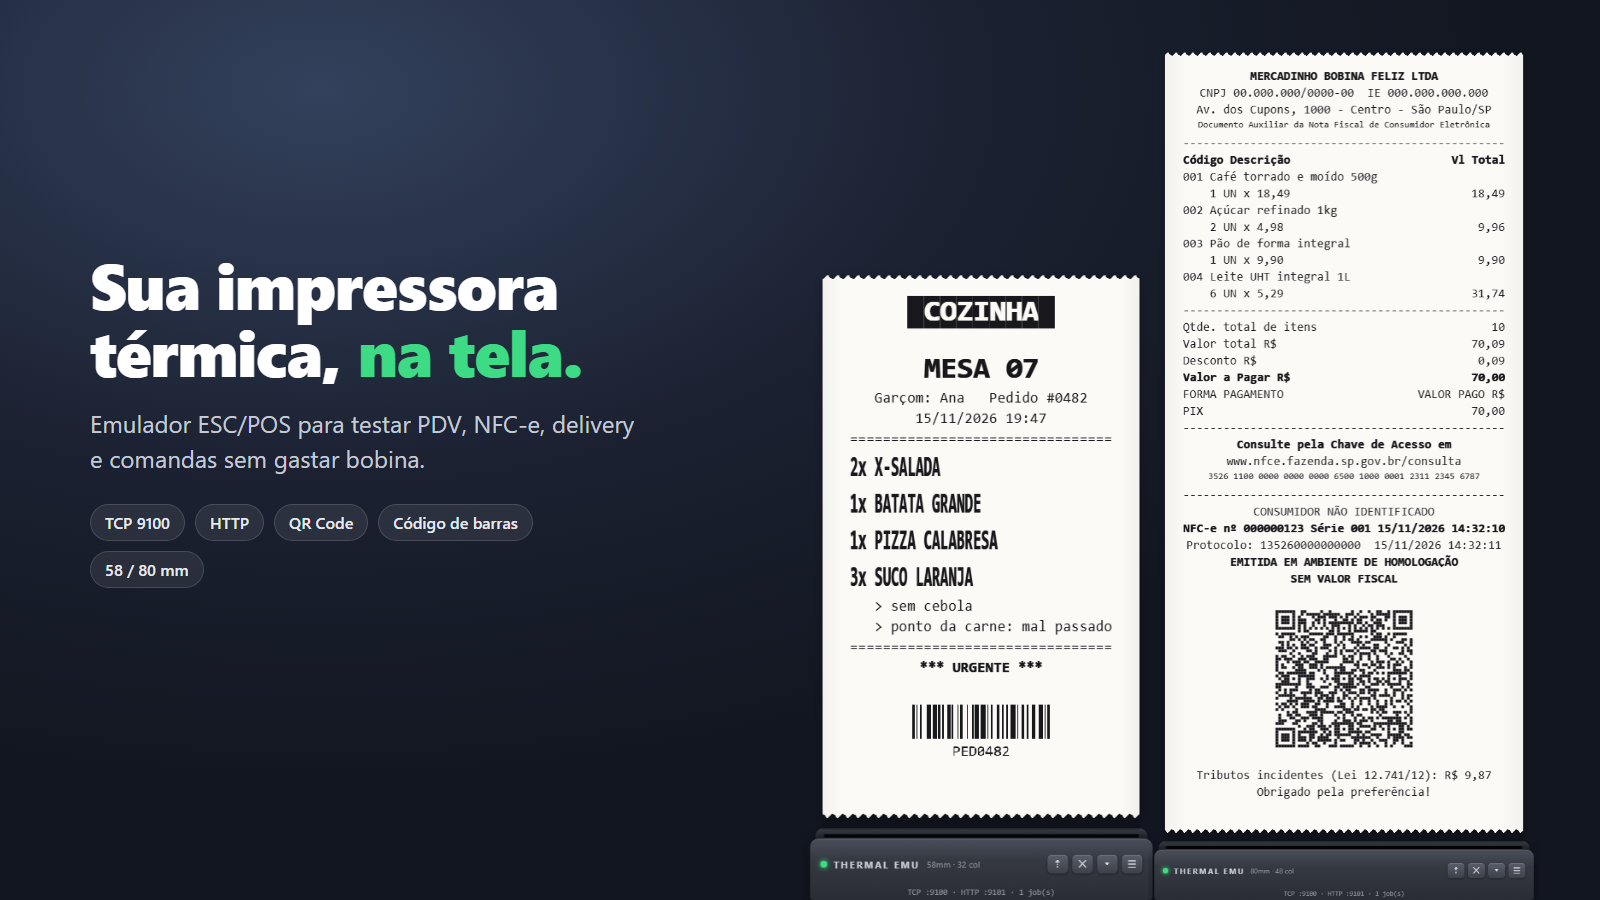 Sua impressora
térmica, na tela.
Emulador ESC/POS para testar PDV, NFC-e, delivery
e comandas sem gastar bobina.
TCP 9100
HTTP
QR Code
Código de barras
58 / 80 mm
COZINHA
MESA 07
Garçom: Ana   Pedido #0482
15/11/2026 19:47
================================
2x X-SALADA
1x BATATA GRANDE
1x PIZZA CALABRESA
3x SUCO LARANJA
> sem cebola
> ponto da carne: mal passado
================================
*** URGENTE ***
PED0482
THERMAL EMU 58mm · 32 col
TCP :9100 · HTTP :9101 · 1 job(s)
MERCADINHO BOBINA FELIZ LTDA
CNPJ 00.000.000/0000-00  IE 000.000.000.000
Av. dos Cupons, 1000 - Centro - São Paulo/SP
Documento Auxiliar da Nota Fiscal de Consumidor Eletrônica
------------------------------------------------
Código Descrição Vl Total
001 Café torrado e moído 500g
1 UN x 18,49 18,49
002 Açúcar refinado 1kg
2 UN x 4,98 9,96
003 Pão de forma integral
1 UN x 9,90 9,90
004 Leite UHT integral 1L
6 UN x 5,29 31,74
------------------------------------------------
Qtde. total de itens 10
Valor total R$ 70,09
Desconto R$ 0,09
Valor a Pagar R$ 70,00
FORMA PAGAMENTO VALOR PAGO R$
PIX 70,00
------------------------------------------------
Consulte pela Chave de Acesso em
www.nfce.fazenda.sp.gov.br/consulta
3526 1100 0000 0000 0000 6500 1000 0001 2311 2345 6787
------------------------------------------------
CONSUMIDOR NÃO IDENTIFICADO
NFC-e nº 000000123 Série 001 15/11/2026 14:32:10
Protocolo: 135260000000000  15/11/2026 14:32:11
EMITIDA EM AMBIENTE DE HOMOLOGAÇÃO
SEM VALOR FISCAL
Tributos incidentes (Lei 12.741/12): R$ 9,87
Obrigado pela preferência!
THERMAL EMU 80mm · 48 col
TCP :9100 · HTTP :9101 · 1 job(s)